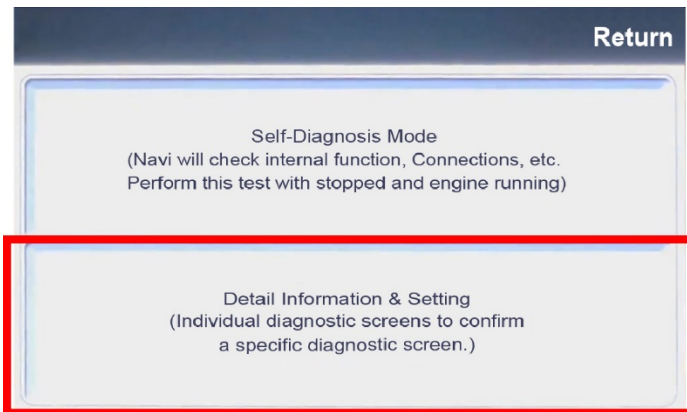 Return
Self-Diagnosis Mode
(Navi will check internal function, Connections, etc.
Perform this test with stopped and engine running)
Detail Information & Setting
(Individual diagnostic screens to confirm
a specific diagnostic screen.)